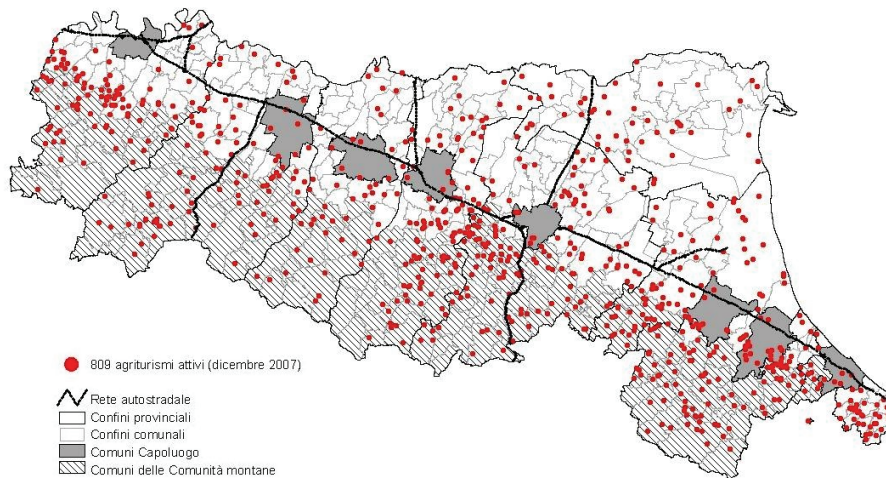 809 agriturismi attivi (dicembre 2007)
Rete autostradale
Confini provinciali
Confini comunali
Comuni Capoluogo
Comuni delle Comunità montane